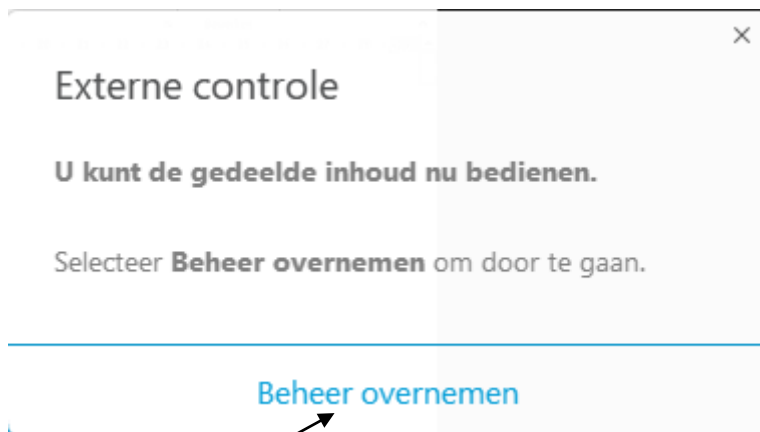 Externe controle
U kunt de gedeelde inhoud nu bedienen.
Selecteer Beheer overnemen om door te gaan.
Beheer overnemen